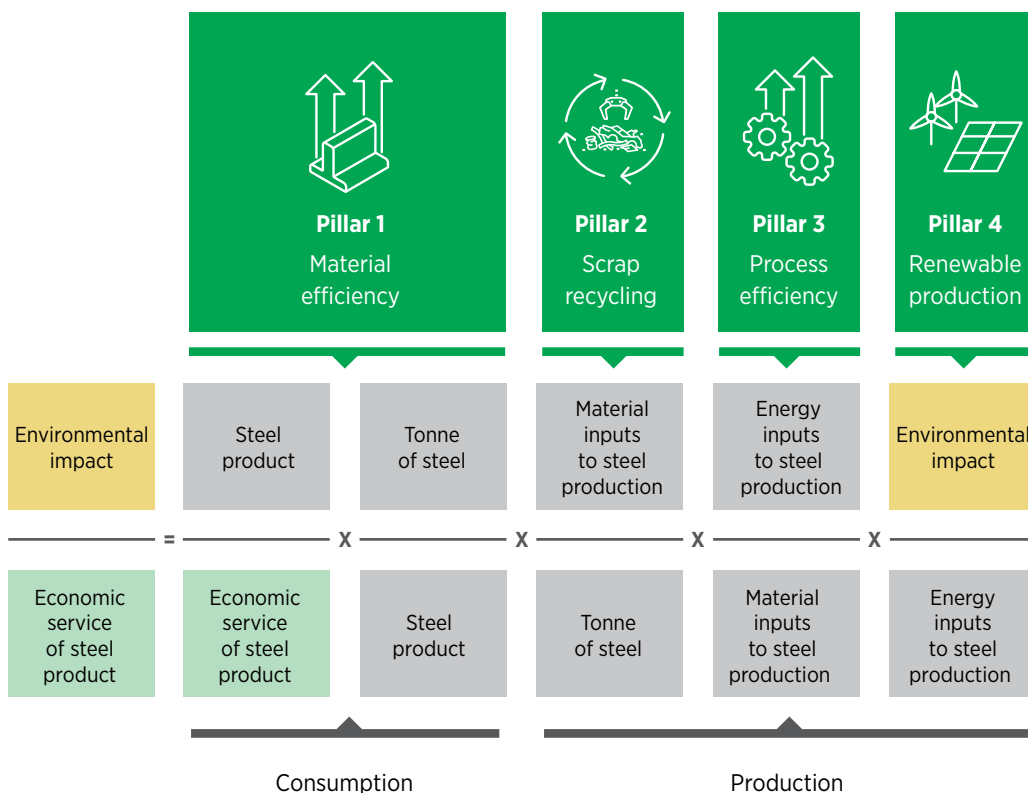 Pillar 1
Material
efficiency
Pillar 2
Scrap
recycling
Pillar 3
Process
efficiency
Pillar 4
Renewable
production
Environmental
impact
Steel
product
Tonne
of steel
Material
inputs
to steel
production
Energy
inputs
to steel
production
Environmental
impact
=
X
X
X
X
Economic
service
of steel
product
Economic
service
of steel
product
Steel
product
Tonne
of steel
Material
inputs
to steel
production
Energy
inputs
to steel
production
Consumption
Production